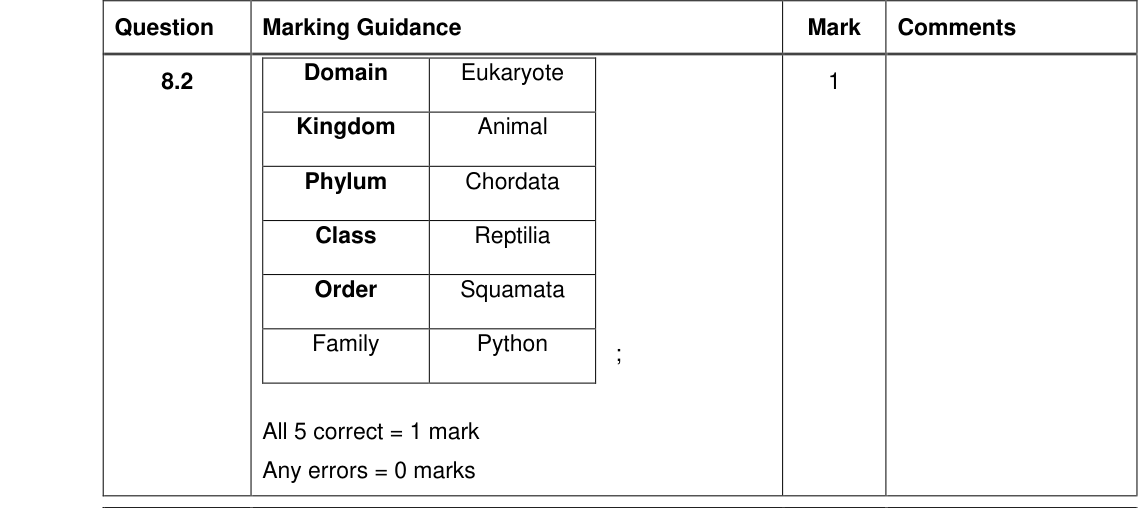 Question Marking Guidance Mark Comments
8.2 Domain Eukaryote 1
Kingdom Animal
Phylum Chordata
Class Reptilia
Order Squamata
Family Python ;
All 5 correct = 1 mark
Any errors = 0 marks